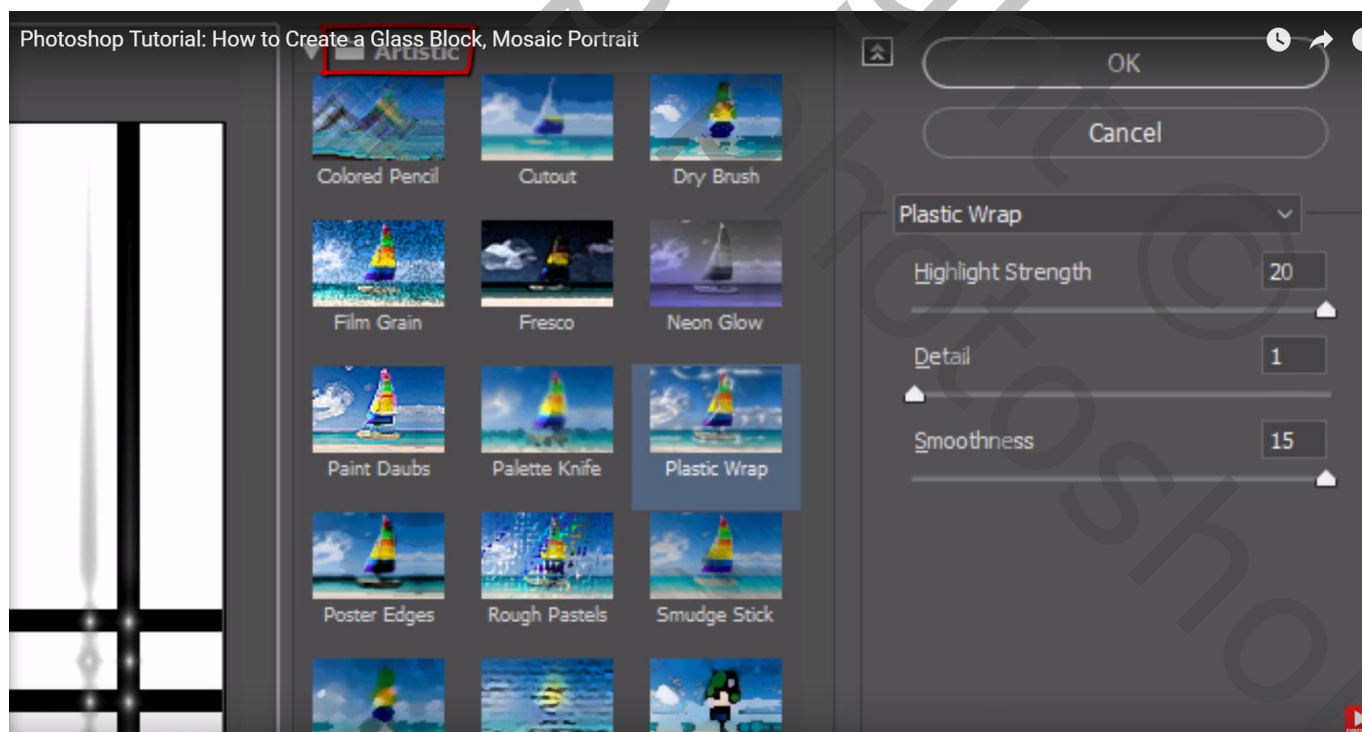 Photoshop Tutorial: How to Create a Glass Block, Mosaic Portrait
Artistic
Colored Pencil
Cutout
Dry Brush
Film Grain
Fresco
Neon Glow
Paint Daubs
Palette Knife
Plastic Wrap
Poster Edges
Rough Pastels
Smudge Stick
OK
Cancel
Plastic Wrap
Highlight Strength 20
Detail 1
Smoothness 15